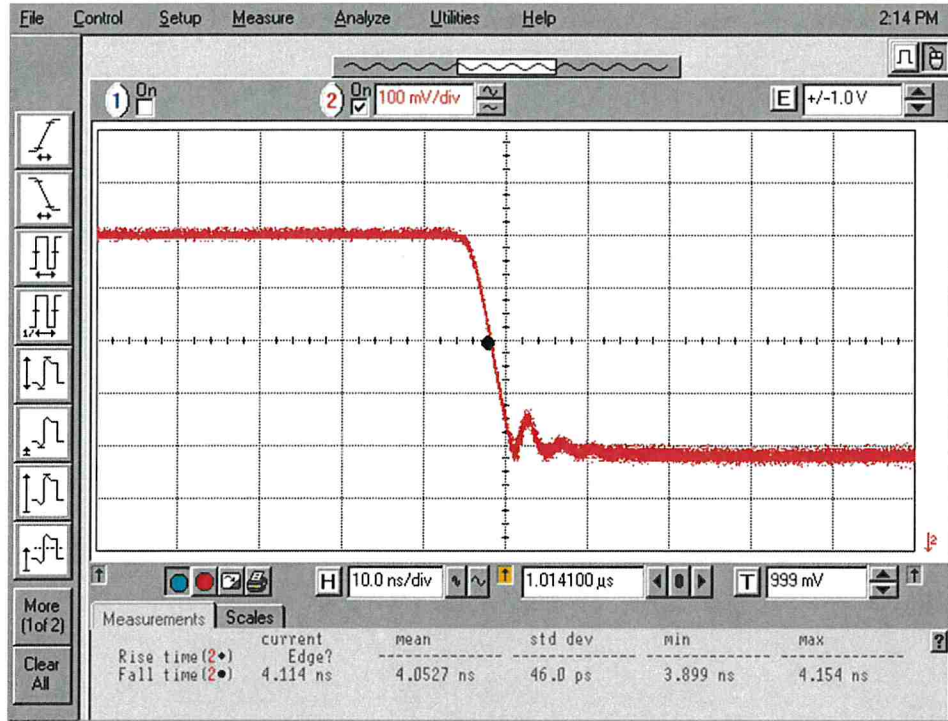 File Control Setup Measure Analyze Utilities Help 2:14 PM
1 On 2 On 100 mV/div E +/-1.0 V
2
H 10.0 ns/div 1.014100 µs T 999 mV
More
(1of 2)
Clear
All
Measurements Scales
current mean std dev min max ?
Rise time(2◆) Edge? -------- -------- -------- --------
Fall time(2●) 4.114 ns 4.0527 ns 46.0 ps 3.899 ns 4.154 ns